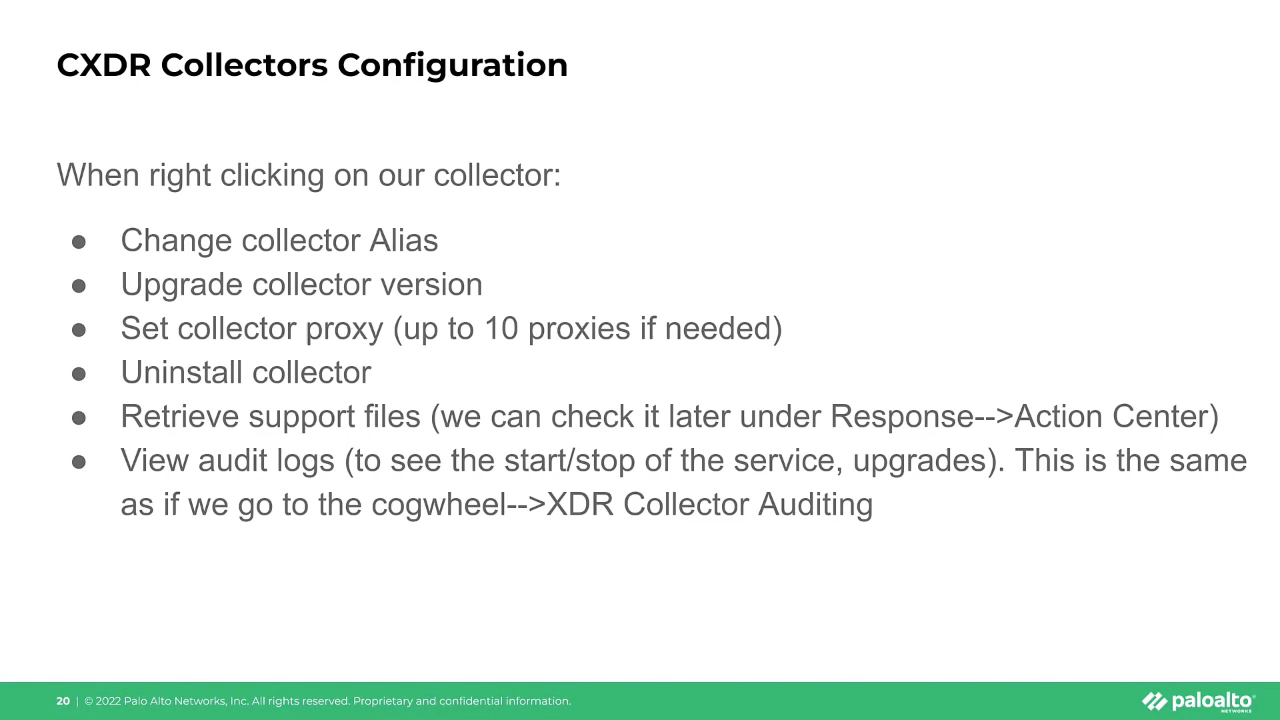 CXDR Collectors Configuration
When right clicking on our collector:
● Change collector Alias
● Upgrade collector version
● Set collector proxy (up to 10 proxies if needed)
● Uninstall collector
● Retrieve support files (we can check it later under Response-->Action Center)
● View audit logs (to see the start/stop of the service, upgrades). This is the same
as if we go to the cogwheel-->XDR Collector Auditing
20 | © 2022 Palo Alto Networks, Inc. All rights reserved. Proprietary and confidential information.
paloalto
NETWORKS